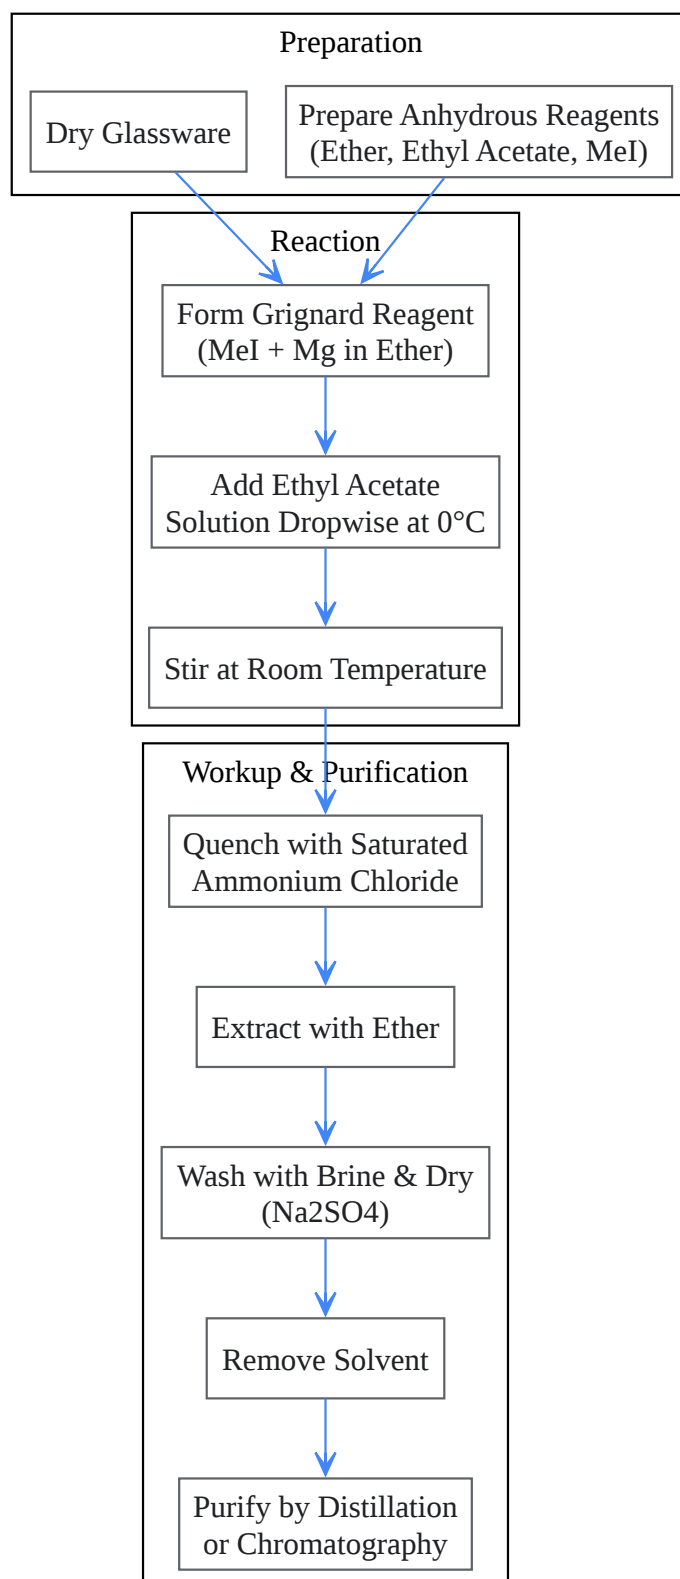 Preparation
Dry Glassware
Prepare Anhydrous Reagents
(Ether, Ethyl Acetate, MeI)
Reaction
Form Grignard Reagent
(MeI + Mg in Ether)
Add Ethyl Acetate
Solution Dropwise at 0°C
Stir at Room Temperature
Workup & Purification
Quench with Saturated
Ammonium Chloride
Extract with Ether
Wash with Brine & Dry
(Na2SO4)
Remove Solvent
Purify by Distillation
or Chromatography